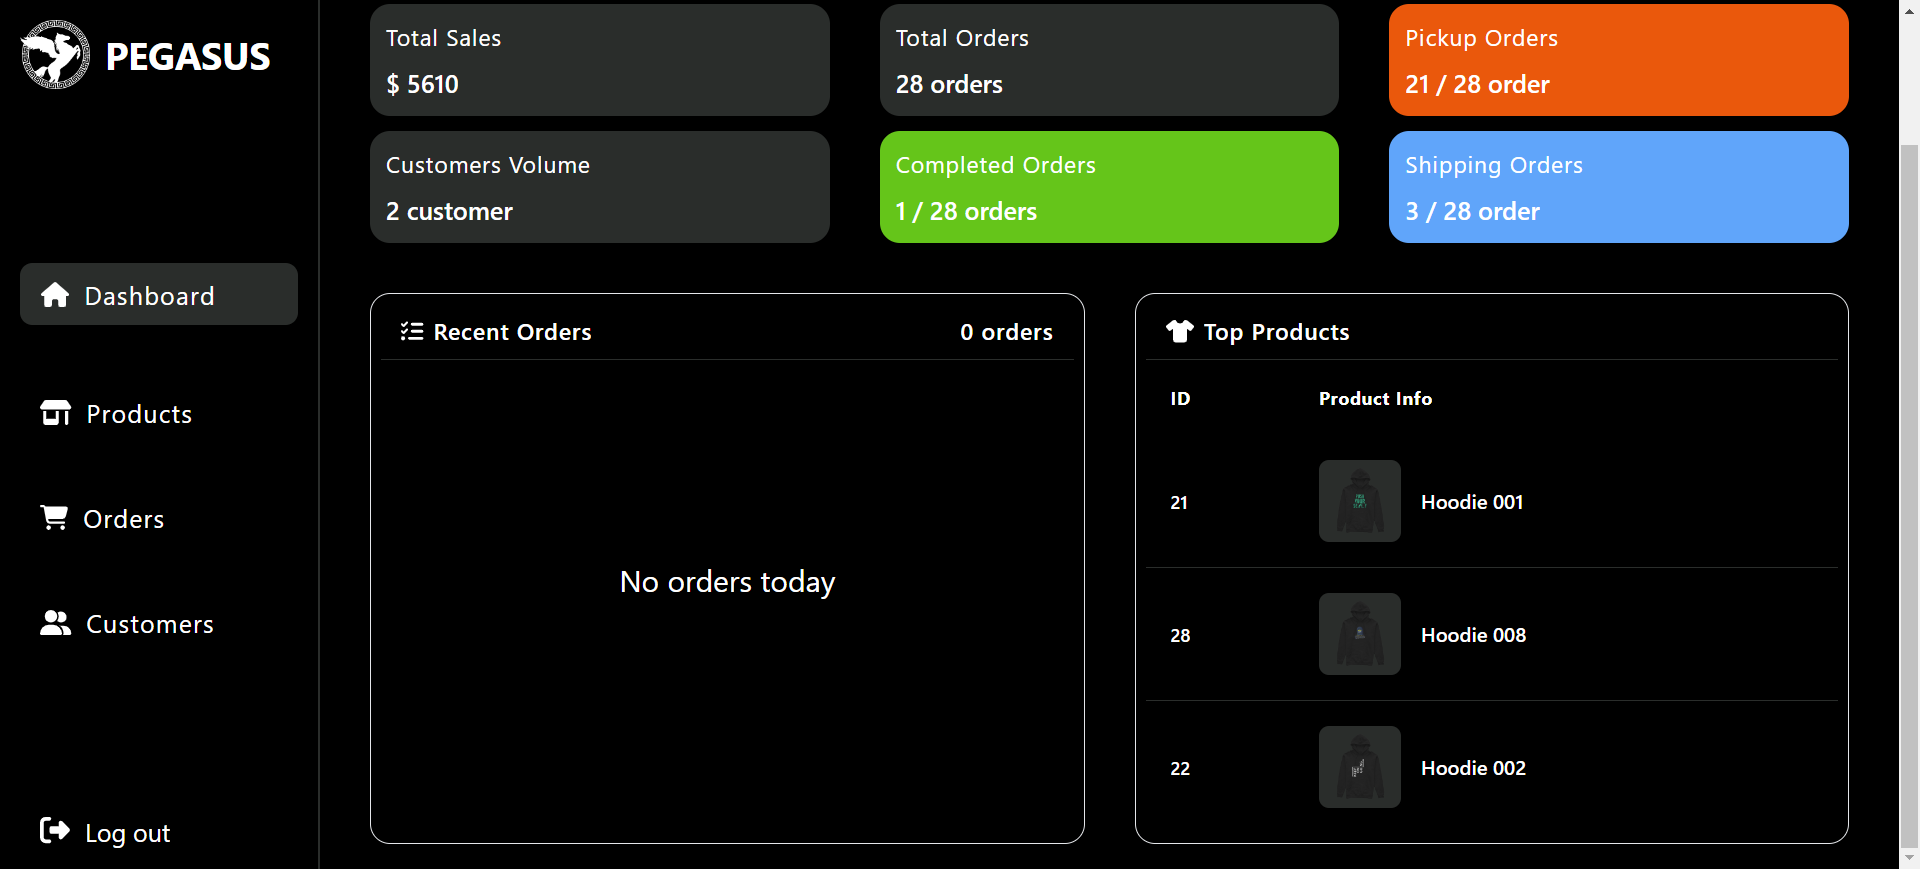 PEGASUS
Dashboard
Products
Orders
Customers
Log out
Total Sales
$ 5610
Total Orders
28 orders
Pickup Orders
21 / 28 order
Customers Volume
2 customer
Completed Orders
1 / 28 orders
Shipping Orders
3 / 28 order
Recent Orders 0 orders
No orders today
Top Products
ID Product Info
21 Hoodie 001
28 Hoodie 008
22 Hoodie 002